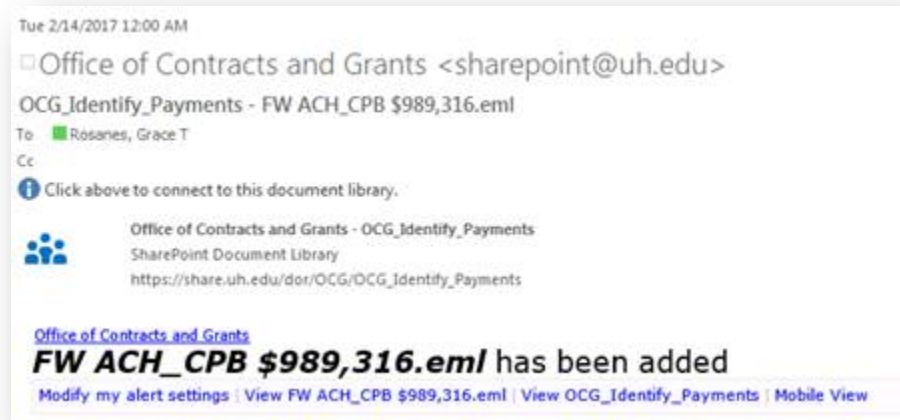 Tue 2/14/2017 12:00 AM
Office of Contracts and Grants <sharepoint@uh.edu>
OCG_Identify_Payments - FW ACH_CPB $989,316.eml
To Rosanes, Grace T
Cc
Click above to connect to this document library.
Office of Contracts and Grants - OCG_Identify_Payments
SharePoint Document Library
https://share.uh.edu/dor/OCG/OCG_Identify_Payments
Office of Contracts and Grants
FW ACH_CPB $989,316.eml has been added
Modify my alert settings | View FW ACH_CPB $989,316.eml | View OCG_Identify_Payments | Mobile View